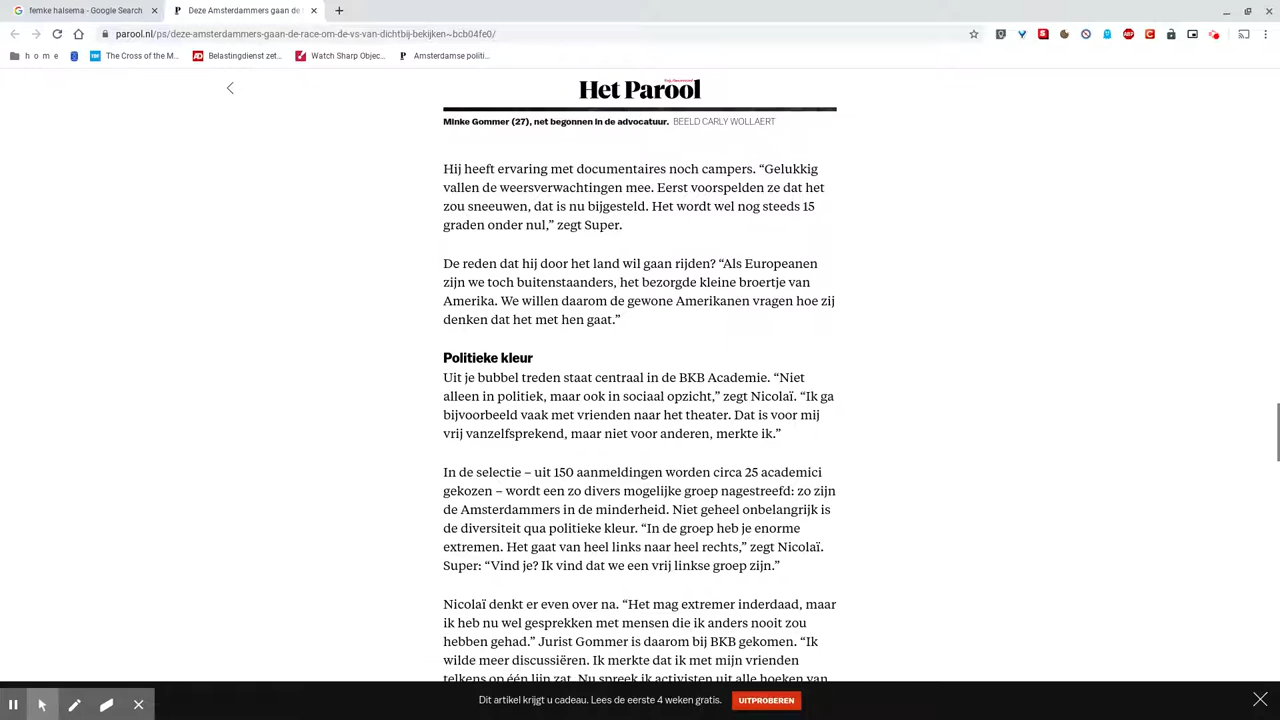 femke halsema - Google Search
Deze Amsterdammers gaan de
parool.nl/ps/deze-amsterdammers-gaan-de-race-om-de-vs-van-dichtbij-bekijken~bcb04fe0/
h o m e
The Cross of the M...
Belastingdienst zet...
Watch Sharp Objec...
Amsterdamse politi...
Het Parool
Minke Gommer (27), net begonnen in de advocatuur. BEELD CARLY WOLLAERT
Hij heeft ervaring met documentaires noch campers. “Gelukkig
vallen de weersverwachtingen mee. Eerst voorspelden ze dat het
zou sneeuwen, dat is nu bijgesteld. Het wordt wel nog steeds 15
graden onder nul,” zegt Super.
De reden dat hij door het land wil gaan rijden? “Als Europeanen
zijn we toch buitenstaanders, het bezorgde kleine broertje van
Amerika. We willen daarom de gewone Amerikanen vragen hoe zij
denken dat het met hen gaat.”
Politieke kleur
Uit je bubbel treden staat centraal in de BKB Academie. “Niet
alleen in politiek, maar ook in sociaal opzicht,” zegt Nicolaï. “Ik ga
bijvoorbeeld vaak met vrienden naar het theater. Dat is voor mij
vrij vanzelfsprekend, maar niet voor anderen, merkte ik.”
In de selectie – uit 150 aanmeldingen worden circa 25 academici
gekozen – wordt een zo divers mogelijke groep nagestreefd: zo zijn
de Amsterdammers in de minderheid. Niet geheel onbelangrijk is
de diversiteit qua politieke kleur. “In de groep heb je enorme
extremen. Het gaat van heel links naar heel rechts,” zegt Nicolaï.
Super: “Vind je? Ik vind dat we een vrij linkse groep zijn.”
Nicolaï denkt er even over na. “Het mag extremer inderdaad, maar
ik heb nu wel gesprekken met mensen die ik anders nooit zou
hebben gehad.” Jurist Gommer is daarom bij BKB gekomen. “Ik
wilde meer discussiëren. Ik merkte dat ik met mijn vrienden
telkens op één lijn zat. Nu spreek ik activisten uit alle hoeken van
Dit artikel krijgt u cadeau. Lees de eerste 4 weken gratis.
UITPROBEREN